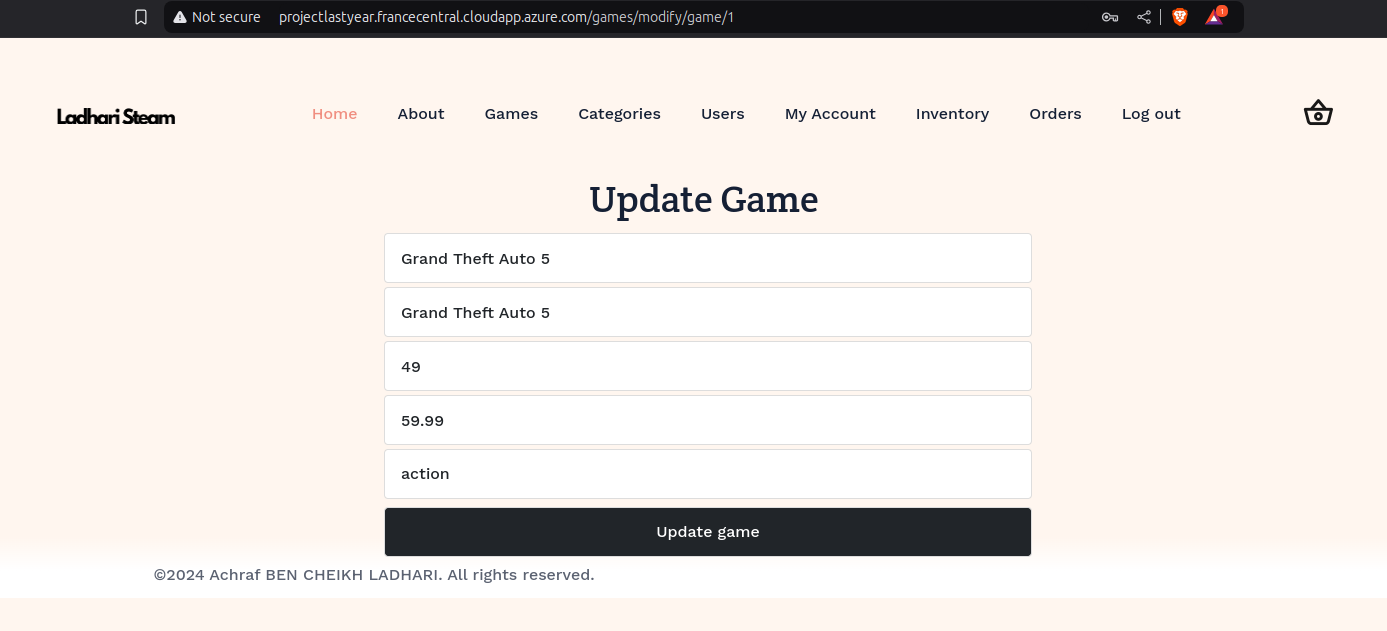 Not secure projectlastyear.francecentral.cloudapp.azure.com/games/modify/game/1 1
Ladhari Steam Home About Games Categories Users My Account Inventory Orders Log out
Update Game
Grand Theft Auto 5
Grand Theft Auto 5
49
59.99
action
Update game
©2024 Achraf BEN CHEIKH LADHARI. All rights reserved.